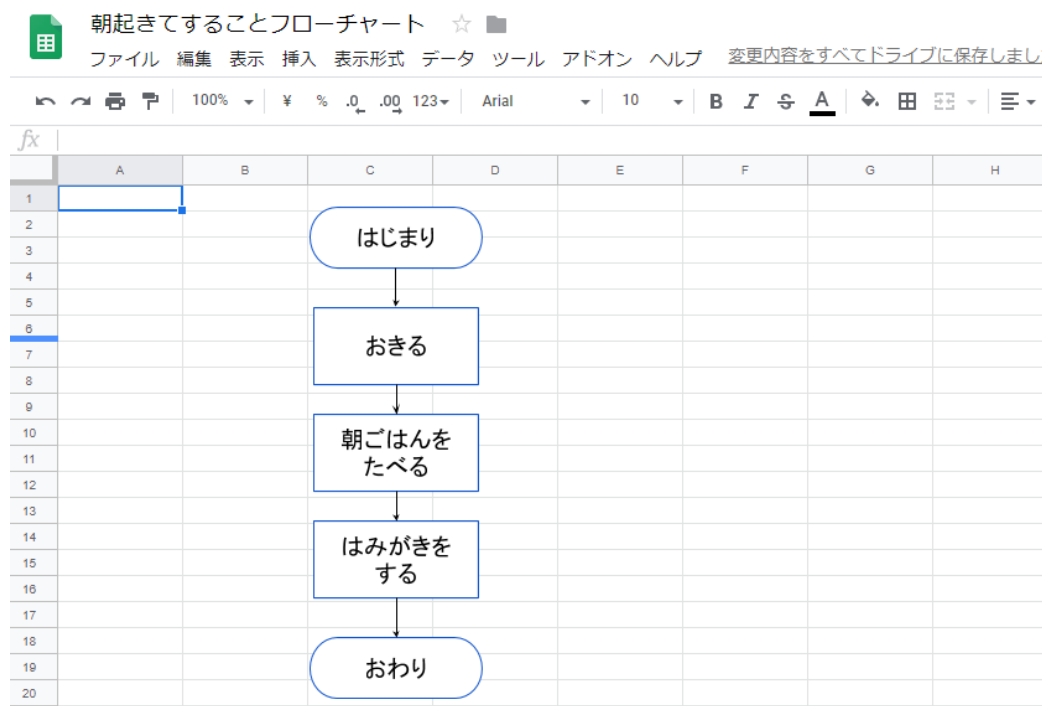 朝起きてすることフローチャート
ファイル 編集 表示 挿入 表示形式 データ ツール アドオン ヘルプ 変更内容をすべてドライブに保存しまし
100% ¥ % .0 .00 123 Arial 10 B I S A
fx
A B C D E F G H
1
2
はじまり
3
4
5
6
おきる
7
8
9
10
朝ごはんを
11
たべる
12
13
14
はみがきを
15
する
16
17
18
19
おわり
20